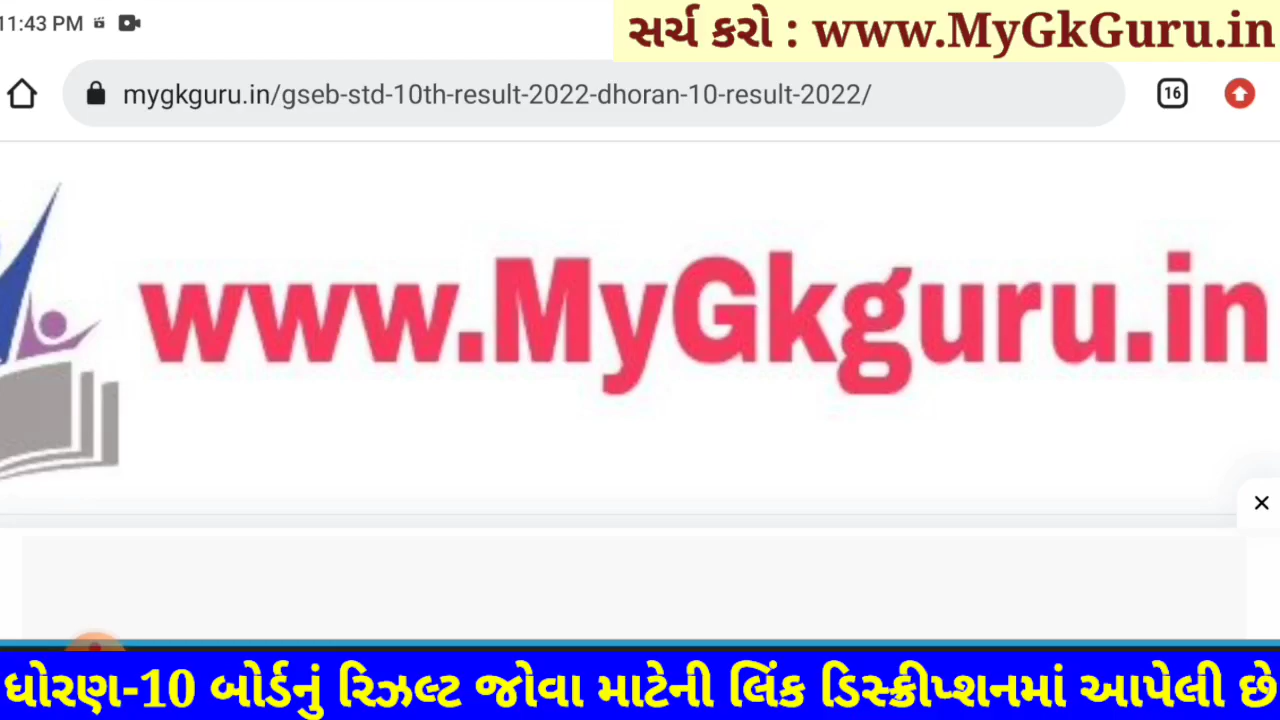 11:43 PM
સર્ચ કરો : www.MyGkGuru.in
mygkguru.in/gseb-std-10th-result-2022-dhoran-10-result-2022/
16
www.MyGkguru.in
ધોરણ-10 બોર્ડનું રિઝલ્ટ જોવા માટેની લિંક ડિસ્ક્રીપ્શનમાં આપેલી છે